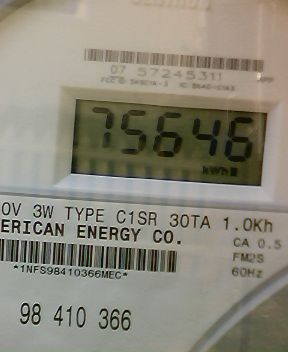 07 57245311
75646
kWh
0V 3W TYPE C1SR 30TA 1.0Kh
ERICAN ENERGY CO. CA 0.5
FM2S
*1NFS98410366MEC* 60Hz
98 410 366